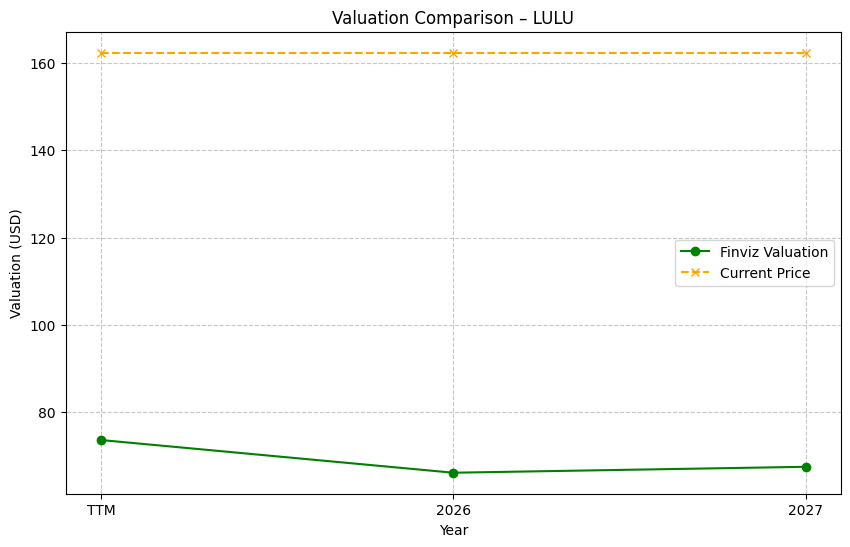 Valuation Comparison – LULU
Valuation (USD)
160
140
120
100
80
Finviz Valuation
Current Price
TTM
2026
2027
Year